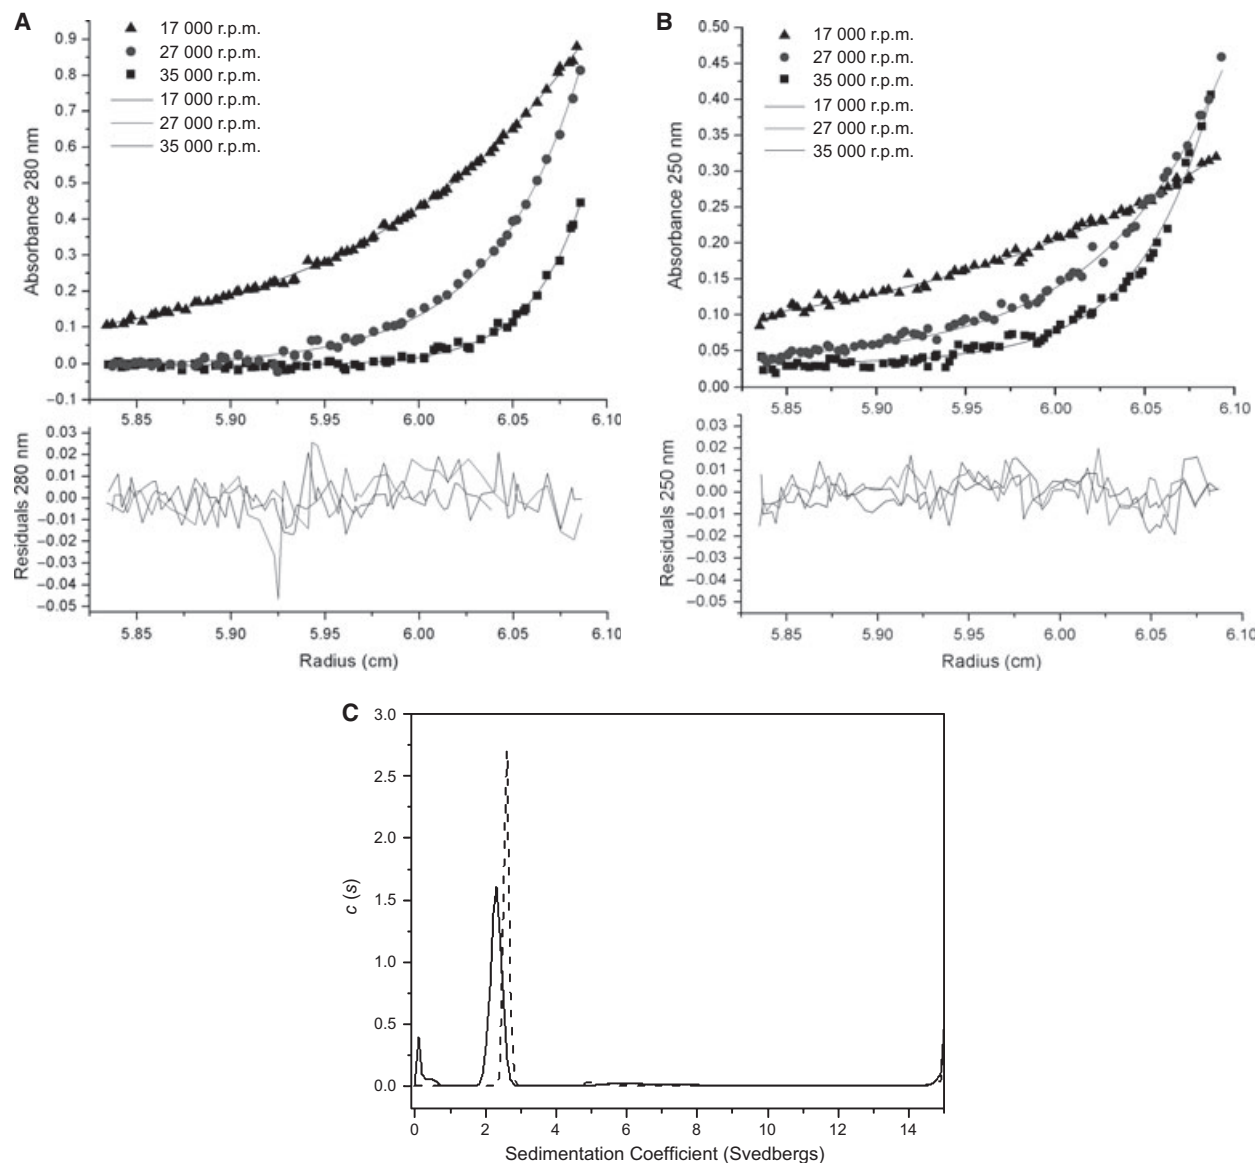 A
17 000 r.p.m.
27 000 r.p.m.
35 000 r.p.m.
17 000 r.p.m.
27 000 r.p.m.
35 000 r.p.m.
0.9
0.8
0.7
0.6
0.5
0.4
0.3
0.2
0.1
0.0
−0.1
Absorbance 280 nm
5.85 5.90 5.95 6.00 6.05 6.10
0.03
0.02
0.01
0.00
−0.01
−0.02
−0.03
−0.04
−0.05
Residuals 280 nm
5.85 5.90 5.95 6.00 6.05 6.10
Radius (cm)
B
17 000 r.p.m.
27 000 r.p.m.
35 000 r.p.m.
17 000 r.p.m.
27 000 r.p.m.
35 000 r.p.m.
0.50
0.45
0.40
0.35
0.30
0.25
0.20
0.15
0.10
0.05
0.00
Absorbance 250 nm
5.85 5.90 5.95 6.00 6.05 6.10
0.03
0.02
0.01
0.00
−0.01
−0.02
−0.03
−0.04
−0.05
Residuals 250 nm
5.85 5.90 5.95 6.00 6.05 6.10
Radius (cm)
C
3.0
2.5
2.0
1.5
1.0
0.5
0.0
c (s)
0 2 4 6 8 10 12 14
Sedimentation Coefficient (Svedbergs)